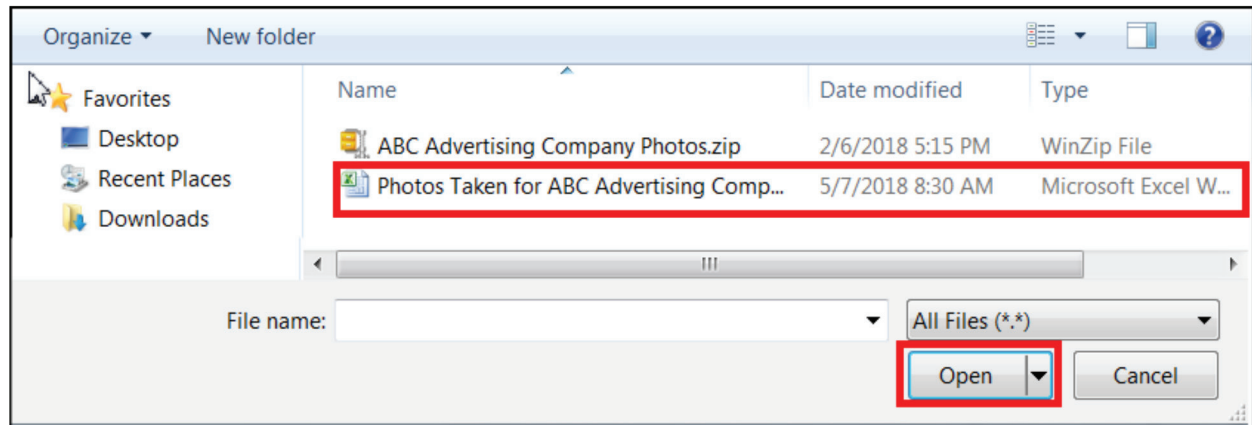 Organize New folder
Favorites
Desktop
Recent Places
Downloads
Name Date modified Type
ABC Advertising Company Photos.zip 2/6/2018 5:15 PM WinZip File
Photos Taken for ABC Advertising Comp... 5/7/2018 8:30 AM Microsoft Excel W...
File name: All Files (*.*)
Open Cancel